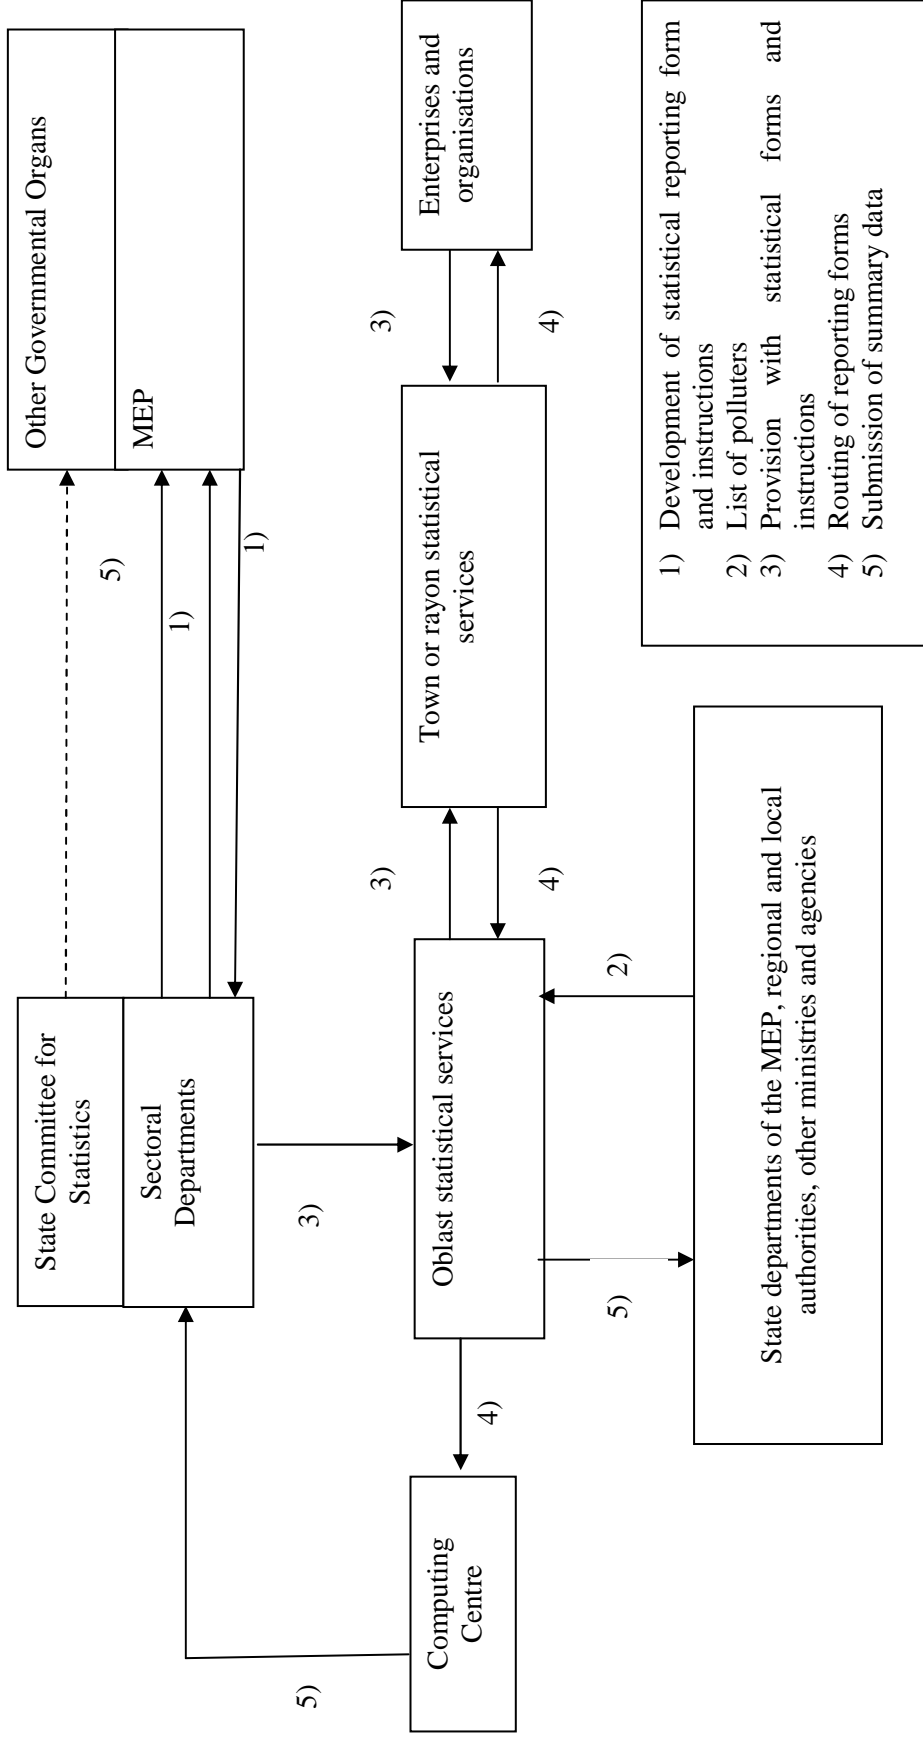 Other Governmental Organs
MEP
State Committee for
Statistics
Sectoral
Departments
5)
1)
1)
5)
3)
Computing
Centre
4)
Oblast statistical services
3)
4)
Town or rayon statistical
services
3)
4)
Enterprises and
organisations
5)
2)
State departments of the MEP, regional and local
authorities, other ministries and agencies
1) Development of statistical reporting form
and instructions
2) List of polluters
3) Provision with statistical forms and
instructions
4) Routing of reporting forms
5) Submission of summary data